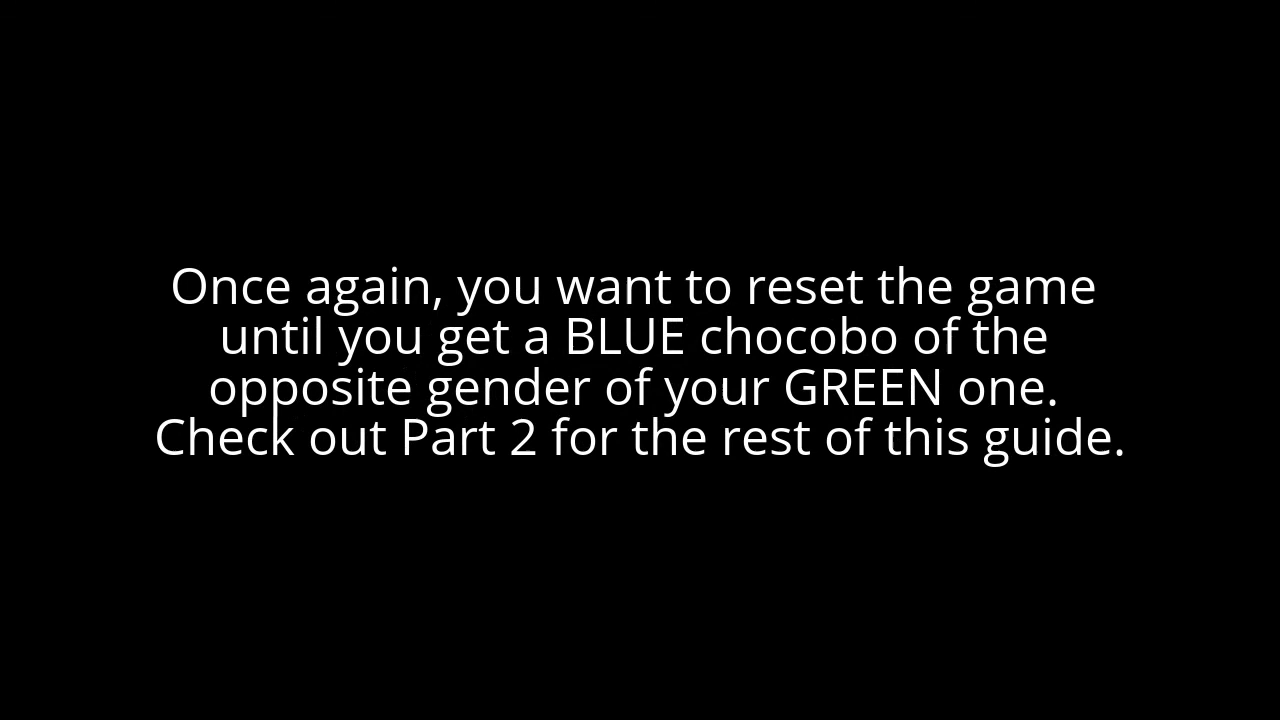 Once again, you want to reset the game
until you get a BLUE chocobo of the
opposite gender of your GREEN one.
Check out Part 2 for the rest of this guide.